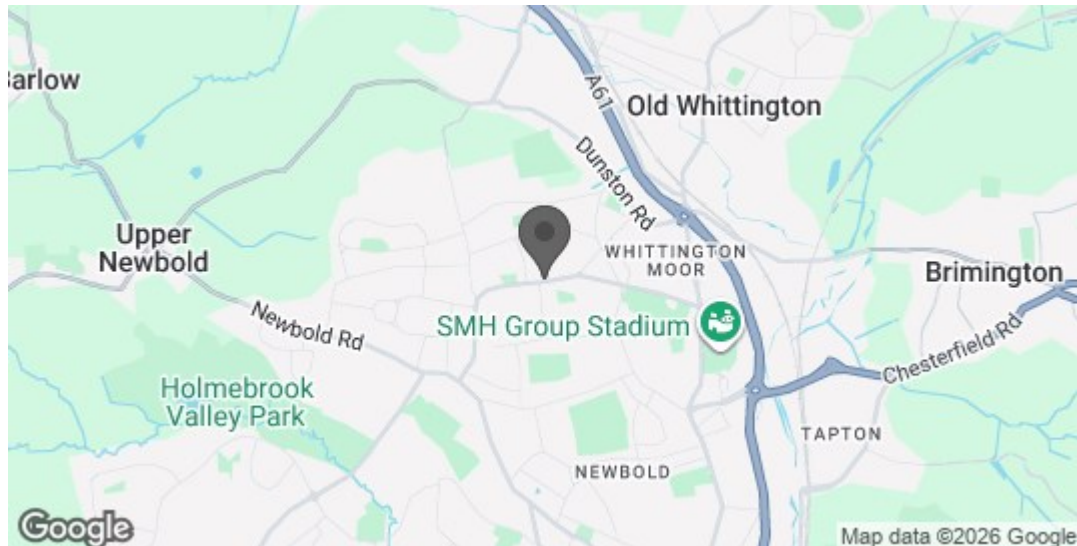 Barlow
A61
Old Whittington
Dunston Rd
Upper
Newbold
WHITTINGTON
MOOR
Brimington
Newbold Rd
SMH Group Stadium
Chesterfield Rd
Holmebrook
Valley Park
TAPTON
NEWBOLD
Google
Map data ©2026 Google